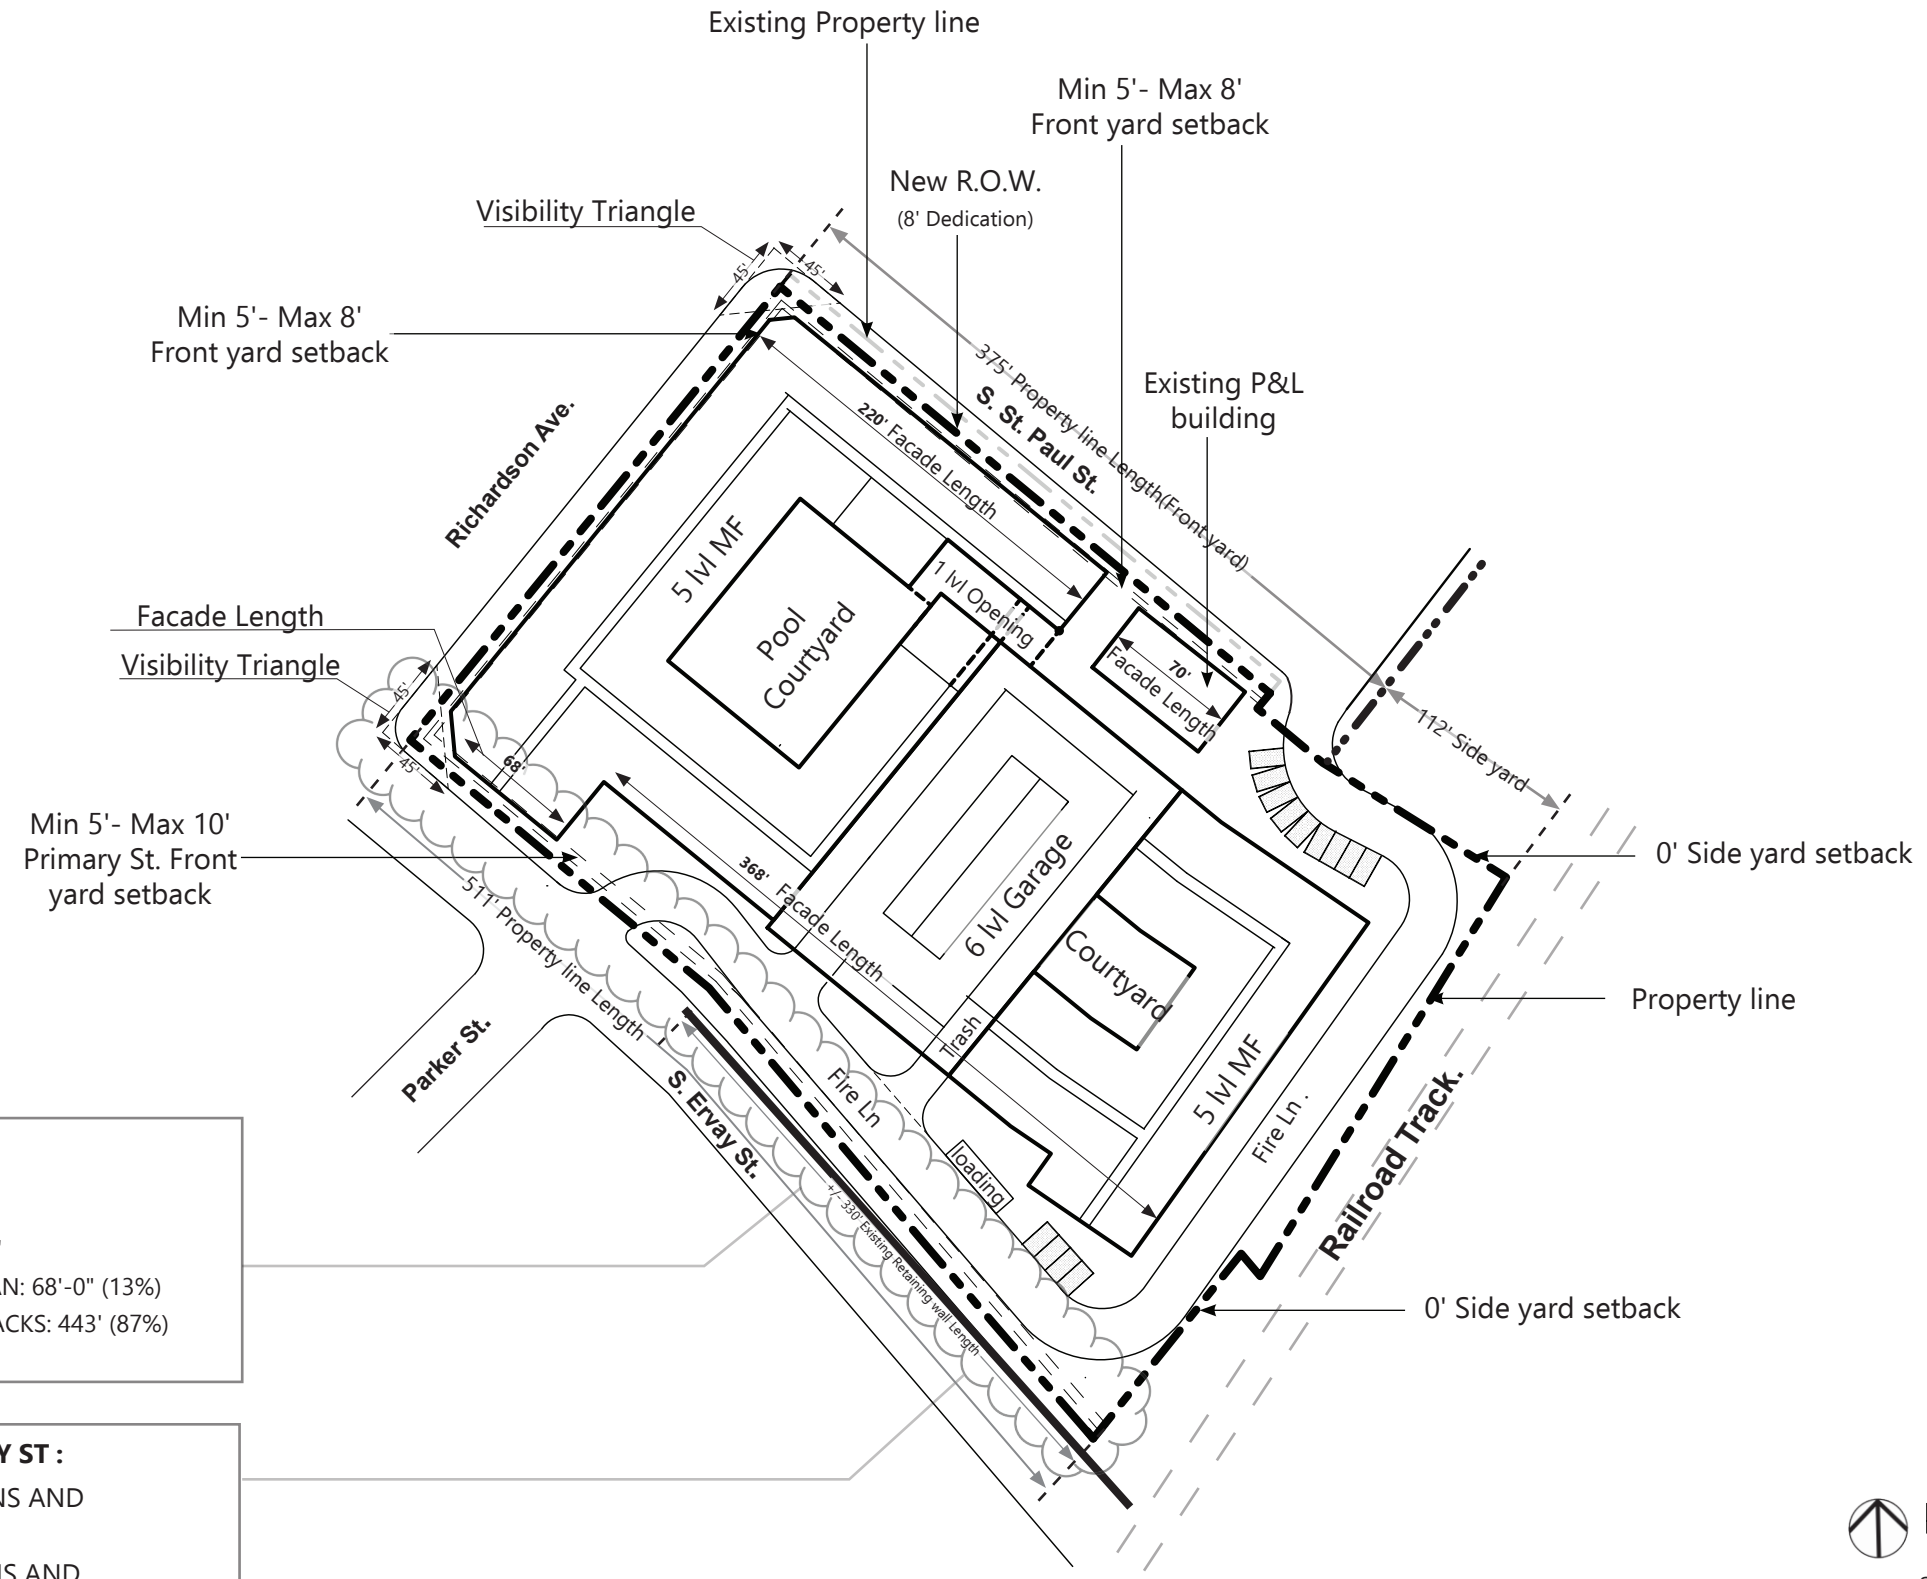 Existing Property line
Min 5'- Max 8'
Front yard setback
New R.O.W.
(8' Dedication)
Visibility Triangle
45'
45'
Min 5'- Max 8'
Front yard setback
375' Property line Length(Front yard)
S. St. Paul St.
Existing P&L
building
Richardson Ave.
220' Facade Length
5 lvl MF
Pool
Courtyard
1 lvl Opening
70'
Facade Length
112' Side yard
Facade Length
Visibility Triangle
45'
45'
68'
Min 5'- Max 10'
Primary St. Front
yard setback
0' Side yard setback
368' Facade Length
6 lvl Garage
Courtyard
511' Property line Length
Property line
Trash
5 lvl MF
Parker St.
S. Ervay St.
Fire Ln
Fire Ln .
loading
Railroad Track.
+/- 330' Existing Retaining wall Length
0' Side yard setback
AN: 68'-0" (13%)
ACKS: 443' (87%)
Y ST :
NS AND
NS AND